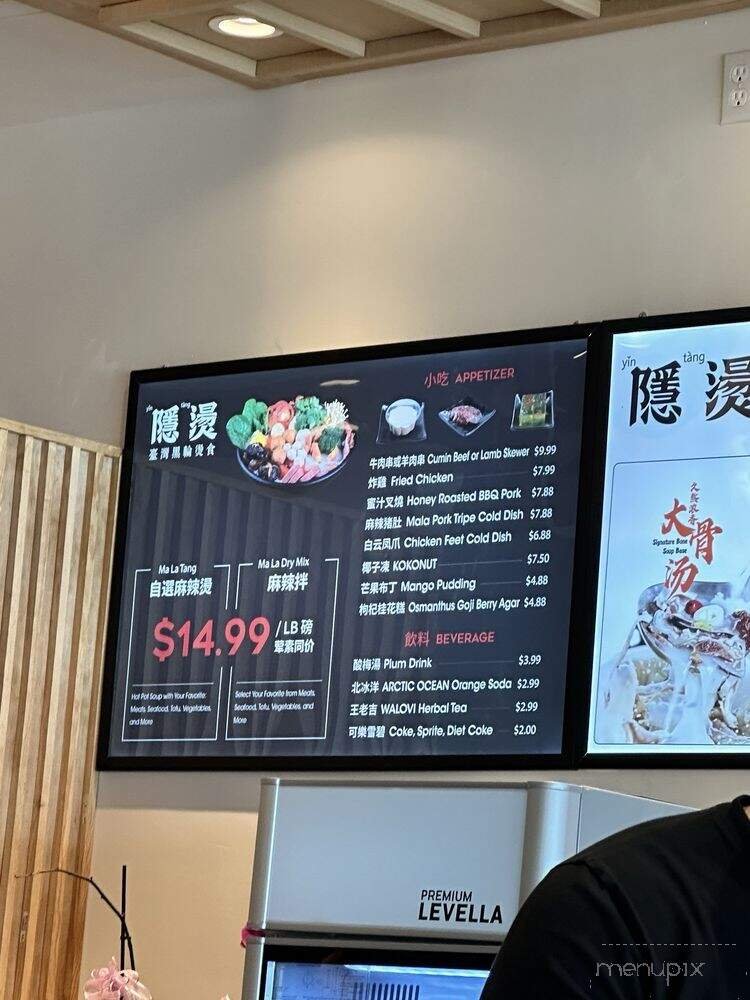 yǐn tàng
隱燙
臺灣黑輪燙食
Ma La Tang
自選麻辣燙
Ma La Dry Mix
麻辣拌
$14.99 / LB 磅
葷素同价
Hot Pot Soup with Your Favorite:
Meats, Seafood, Tofu, Vegetables,
and More
Select Your Favorite from Meats,
Seafood, Tofu, Vegetables, and
More
小吃 APPETIZER
牛肉串或羊肉串 Cumin Beef or Lamb Skewer $9.99
炸雞 Fried Chicken $7.99
蜜汁叉燒 Honey Roasted BBQ Pork $7.88
麻辣猪肚 Mala Pork Tripe Cold Dish $7.88
白云凤爪 Chicken Feet Cold Dish $6.88
椰子凍 KOKONUT $7.50
芒果布丁 Mango Pudding $4.88
枸杞桂花糕 Osmanthus Goji Berry Agar $4.88
飲料 BEVERAGE
酸梅湯 Plum Drink $3.99
北冰洋 ARCTIC OCEAN Orange Soda $2.99
王老吉 WALOVI Herbal Tea $2.99
可樂雪碧 Coke, Sprite, Diet Coke $2.00
yǐn tàng
隱燙
久熬浓香
大骨汤
Signature Bone
Soup Base
PREMIUM
LEVELLA
menupix